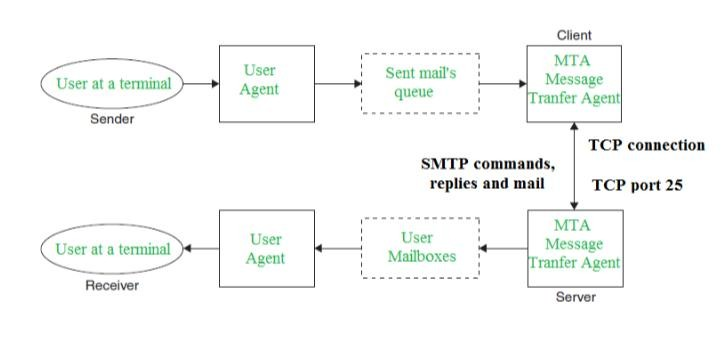 Client
User at a terminal
User
Agent
Sent mail's
queue
MTA
Message
Tranfer Agent
Sender
TCP connection
SMTP commands,
replies and mail
TCP port 25
User at a terminal
User
Agent
User
Mailboxes
MTA
Message
Tranfer Agent
Receiver
Server